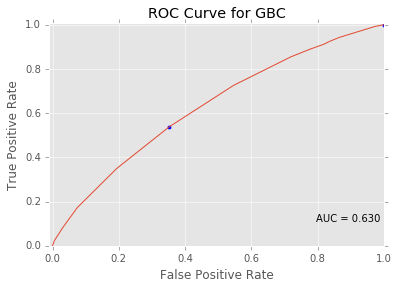 ROC Curve for GBC
1.0
0.8
0.6
0.4
0.2
0.0
True Positive Rate
AUC = 0.630
0.0 0.2 0.4 0.6 0.8 1.0
False Positive Rate